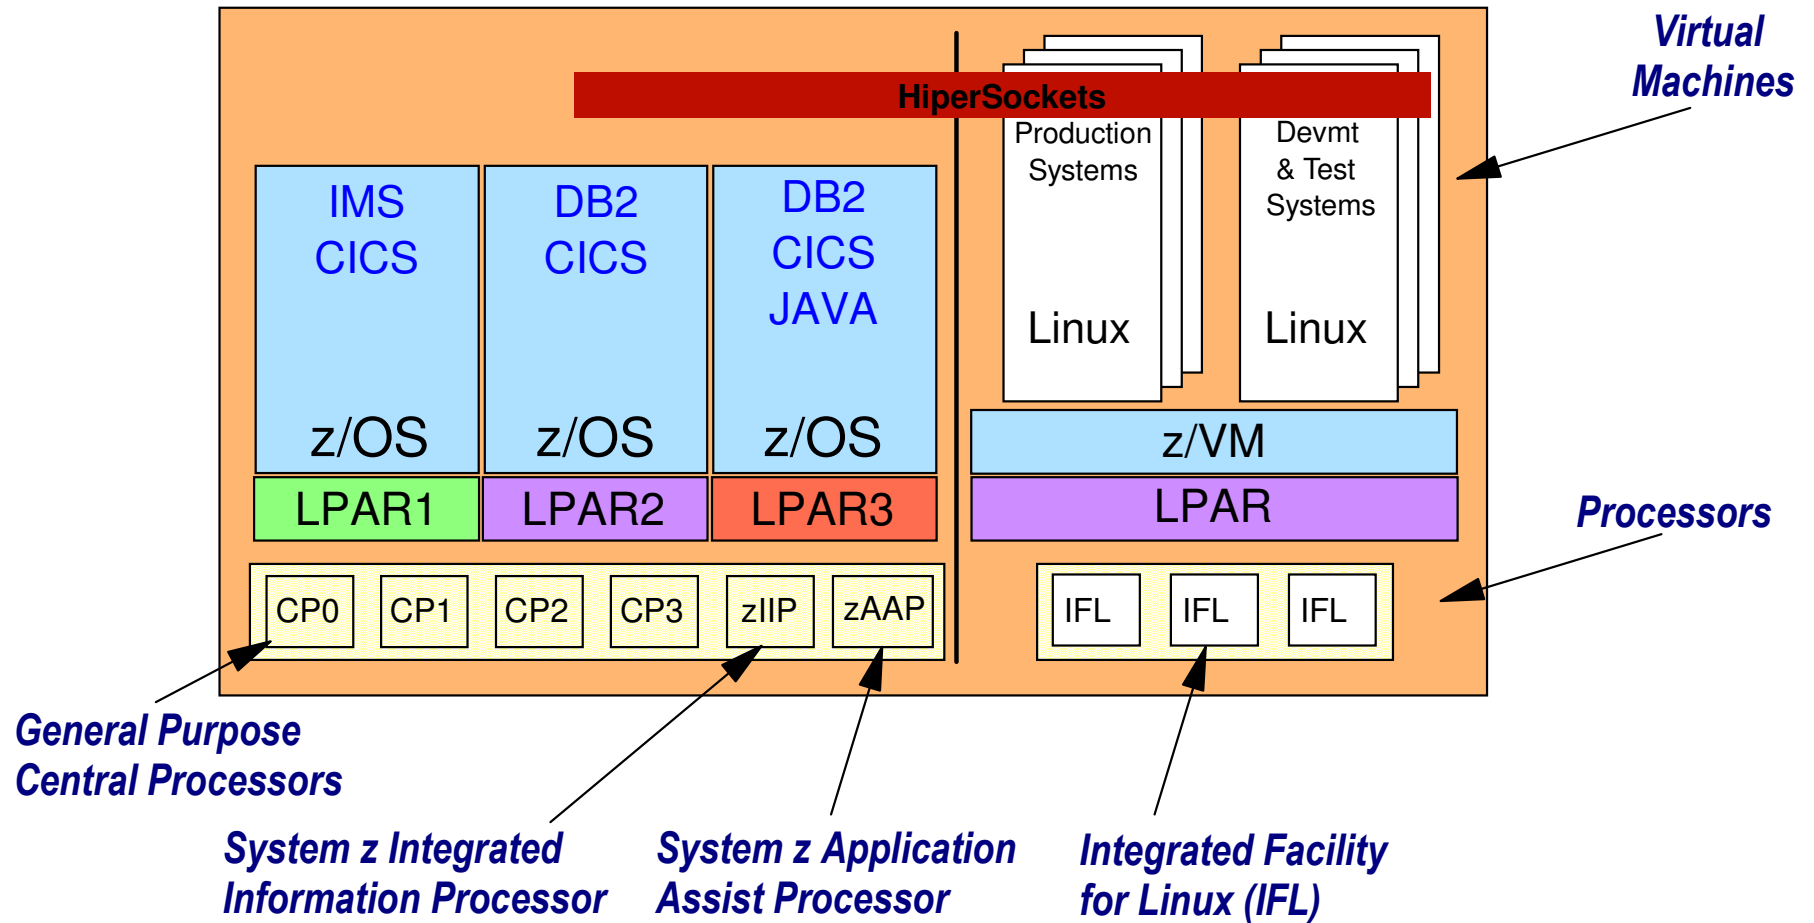 Virtual
Machines
HiperSockets
Production
Systems
Devmt
& Test
Systems
Linux
Linux
IMS
CICS
z/OS
DB2
CICS
z/OS
DB2
CICS
JAVA
z/OS
z/VM
LPAR1
LPAR2
LPAR3
LPAR
Processors
CP0
CP1
CP2
CP3
zIIP
zAAP
IFL
IFL
IFL
General Purpose
Central Processors
System z Integrated
Information Processor
System z Application
Assist Processor
Integrated Facility
for Linux (IFL)